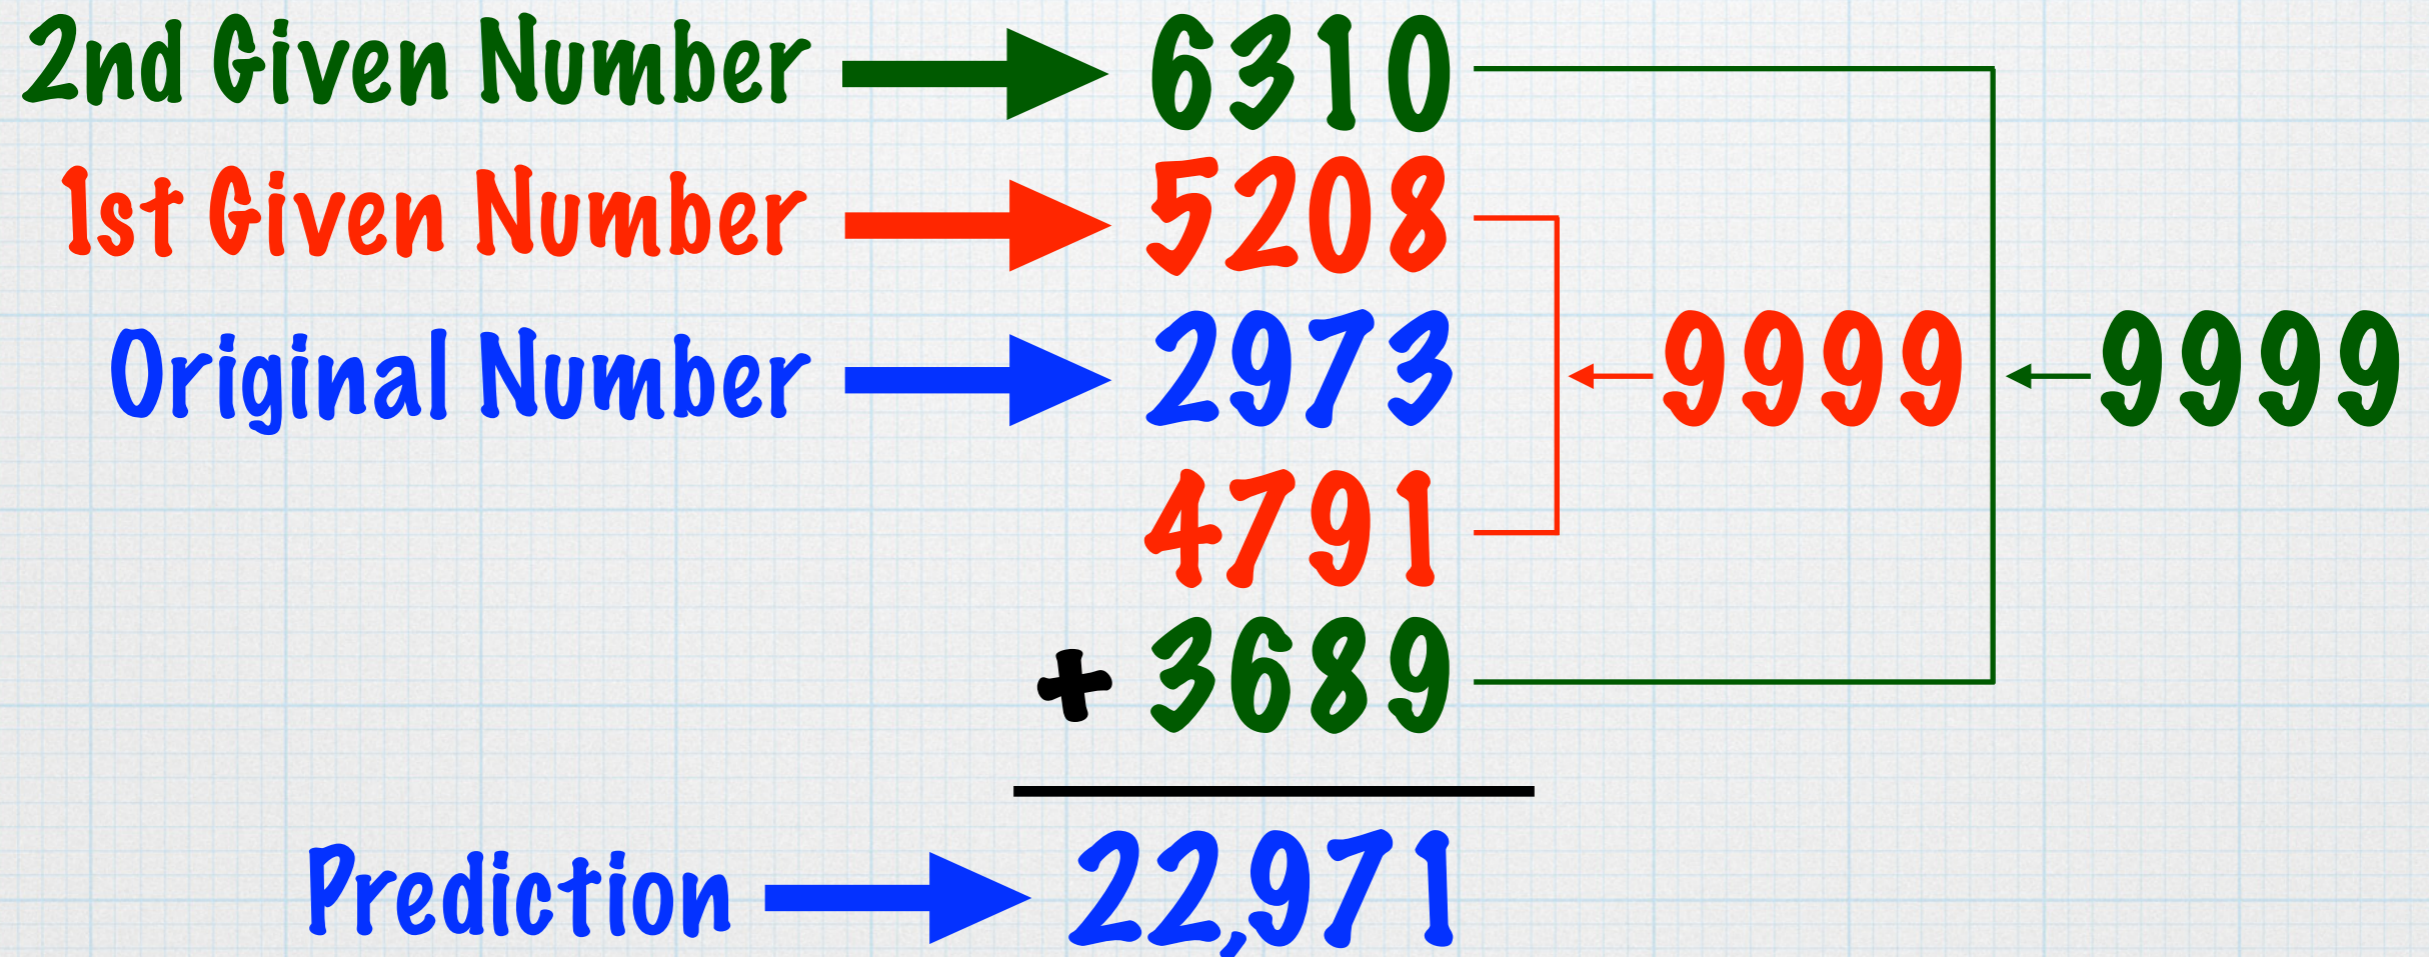 2nd Given Number 6310
1st Given Number 5208
Original Number 2973 9999 9999
4791
+ 3689
Prediction 22,971